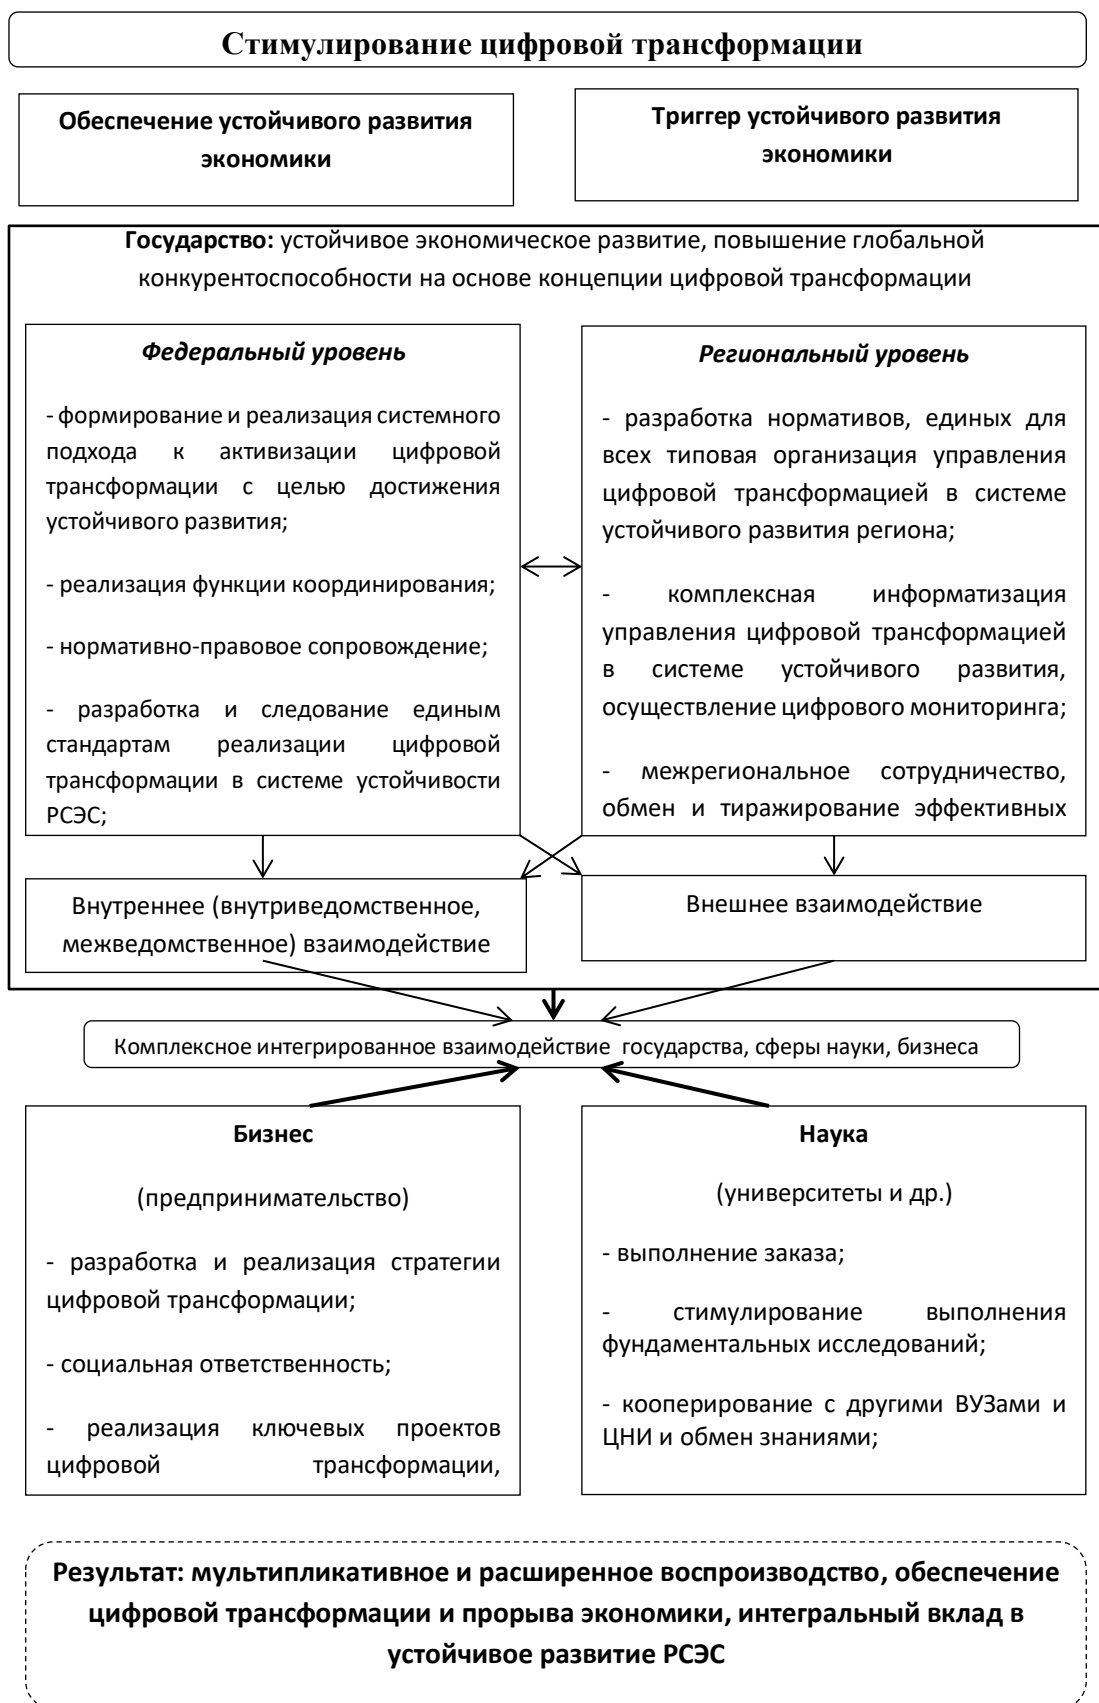 Стимулирование цифровой трансформации
Обеспечение устойчивого развития
экономики
Триггер устойчивого развития
экономики
Государство: устойчивое экономическое развитие, повышение глобальной
конкурентоспособности на основе концепции цифровой трансформации
Федеральный уровень
- формирование и реализация системного
подхода к активизации цифровой
трансформации с целью достижения
устойчивого развития;
- реализация функции координирования;
- нормативно-правовое сопровождение;
- разработка и следование единым
стандартам реализации цифровой
трансформации в системе устойчивости
РСЭС;
Региональный уровень
- разработка нормативов, единых для
всех типовая организация управления
цифровой трансформацией в системе
устойчивого развития региона;
- комплексная информатизация
управления цифровой трансформацией
в системе устойчивого развития,
осуществление цифрового мониторинга;
- межрегиональное сотрудничество,
обмен и тиражирование эффективных
Внутреннее (внутриведомственное,
межведомственное) взаимодействие
Внешнее взаимодействие
Комплексное интегрированное взаимодействие государства, сферы науки, бизнеса
Бизнес
(предпринимательство)
- разработка и реализация стратегии
цифровой трансформации;
- социальная ответственность;
- реализация ключевых проектов
цифровой трансформации,
Наука
(университеты и др.)
- выполнение заказа;
- стимулирование выполнения
фундаментальных исследований;
- кооперирование с другими ВУЗами и
ЦНИ и обмен знаниями;
Результат: мультипликативное и расширенное воспроизводство, обеспечение
цифровой трансформации и прорыва экономики, интегральный вклад в
устойчивое развитие РСЭС